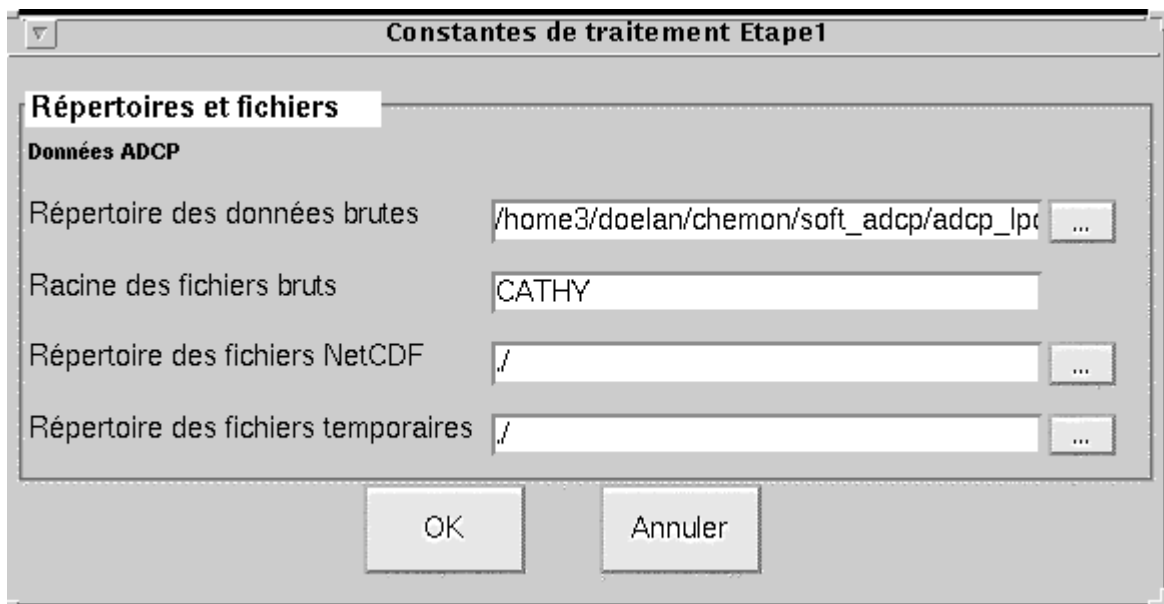 Constantes de traitement Etape1
Répertoires et fichiers
Données ADCP
Répertoire des données brutes /home3/doelan/chemon/soft_adcp/adcp_lpo ...
Racine des fichiers bruts CATHY
Répertoire des fichiers NetCDF ./ ...
Répertoire des fichiers temporaires ./ ...
OK Annuler